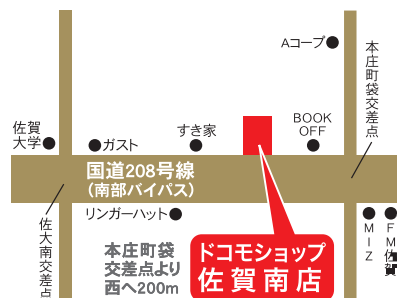 Aコープ
本庄町袋交差点
佐賀
大学
ガスト
すき家
BOOK
OFF
国道208号線
(南部バイパス)
佐大南交差点
リンガーハット
本庄町袋
交差点より
西へ200m
ドコモショップ
佐賀南店
MIZ
FM佐賀